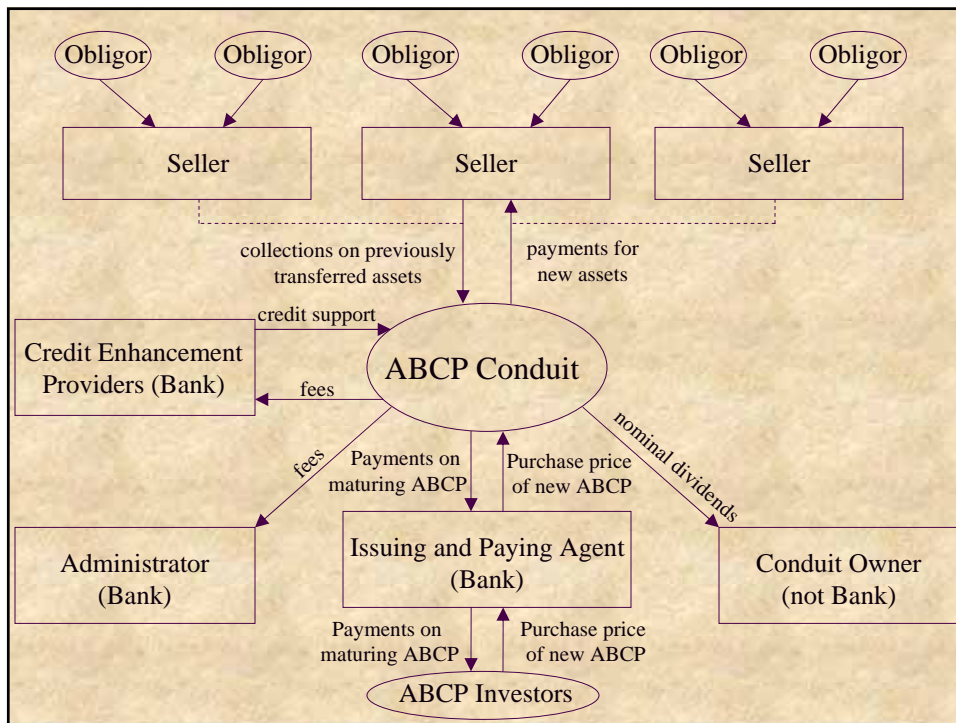 Obligor
Obligor
Obligor
Obligor
Obligor
Obligor
Seller
Seller
Seller
collections on previously
transferred assets
payments for
new assets
credit support
Credit Enhancement
Providers (Bank)
ABCP Conduit
fees
fees
Payments on
maturing ABCP
Purchase price
of new ABCP
nominal dividends
Administrator
(Bank)
Issuing and Paying Agent
(Bank)
Conduit Owner
(not Bank)
Payments on
maturing ABCP
Purchase price
of new ABCP
ABCP Investors